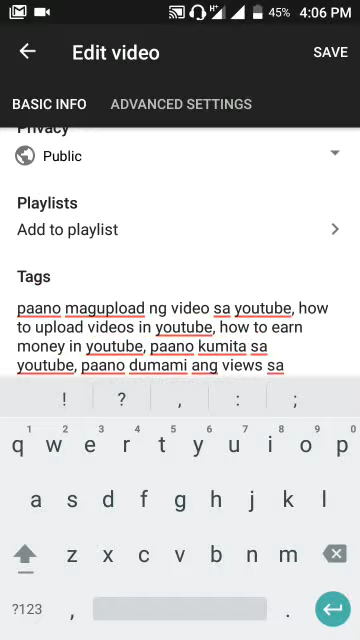 45% 4:06 PM
Edit video SAVE
BASIC INFO ADVANCED SETTINGS
Privacy
Public
Playlists
Add to playlist
Tags
paano magupload ng video sa youtube, how
to upload videos in youtube, how to earn
money in youtube, paano kumita sa
youtube, paano dumami ang views sa
! ? , : ;
1 2 3 4 5 6 7 8 9 0
q w e r t y u i o p
a s d f g h j k l
z x c v b n m
?123 , .